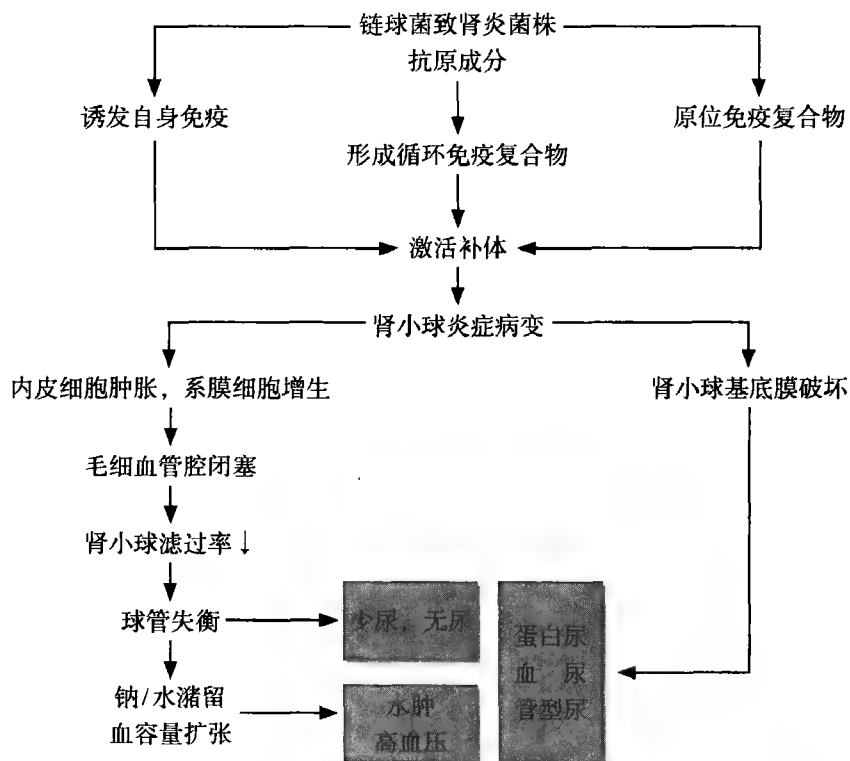 链球菌致肾炎菌株
抗原成分
诱发自身免疫
原位免疫复合物
形成循环免疫复合物
激活补体
肾小球炎症病变
内皮细胞肿胀，系膜细胞增生
肾小球基底膜破坏
毛细血管腔闭塞
肾小球滤过率↓
球管失衡
少尿，无尿
蛋白尿
血　尿
管型尿
钠/水潴留
血容量扩张
水肿
高血压